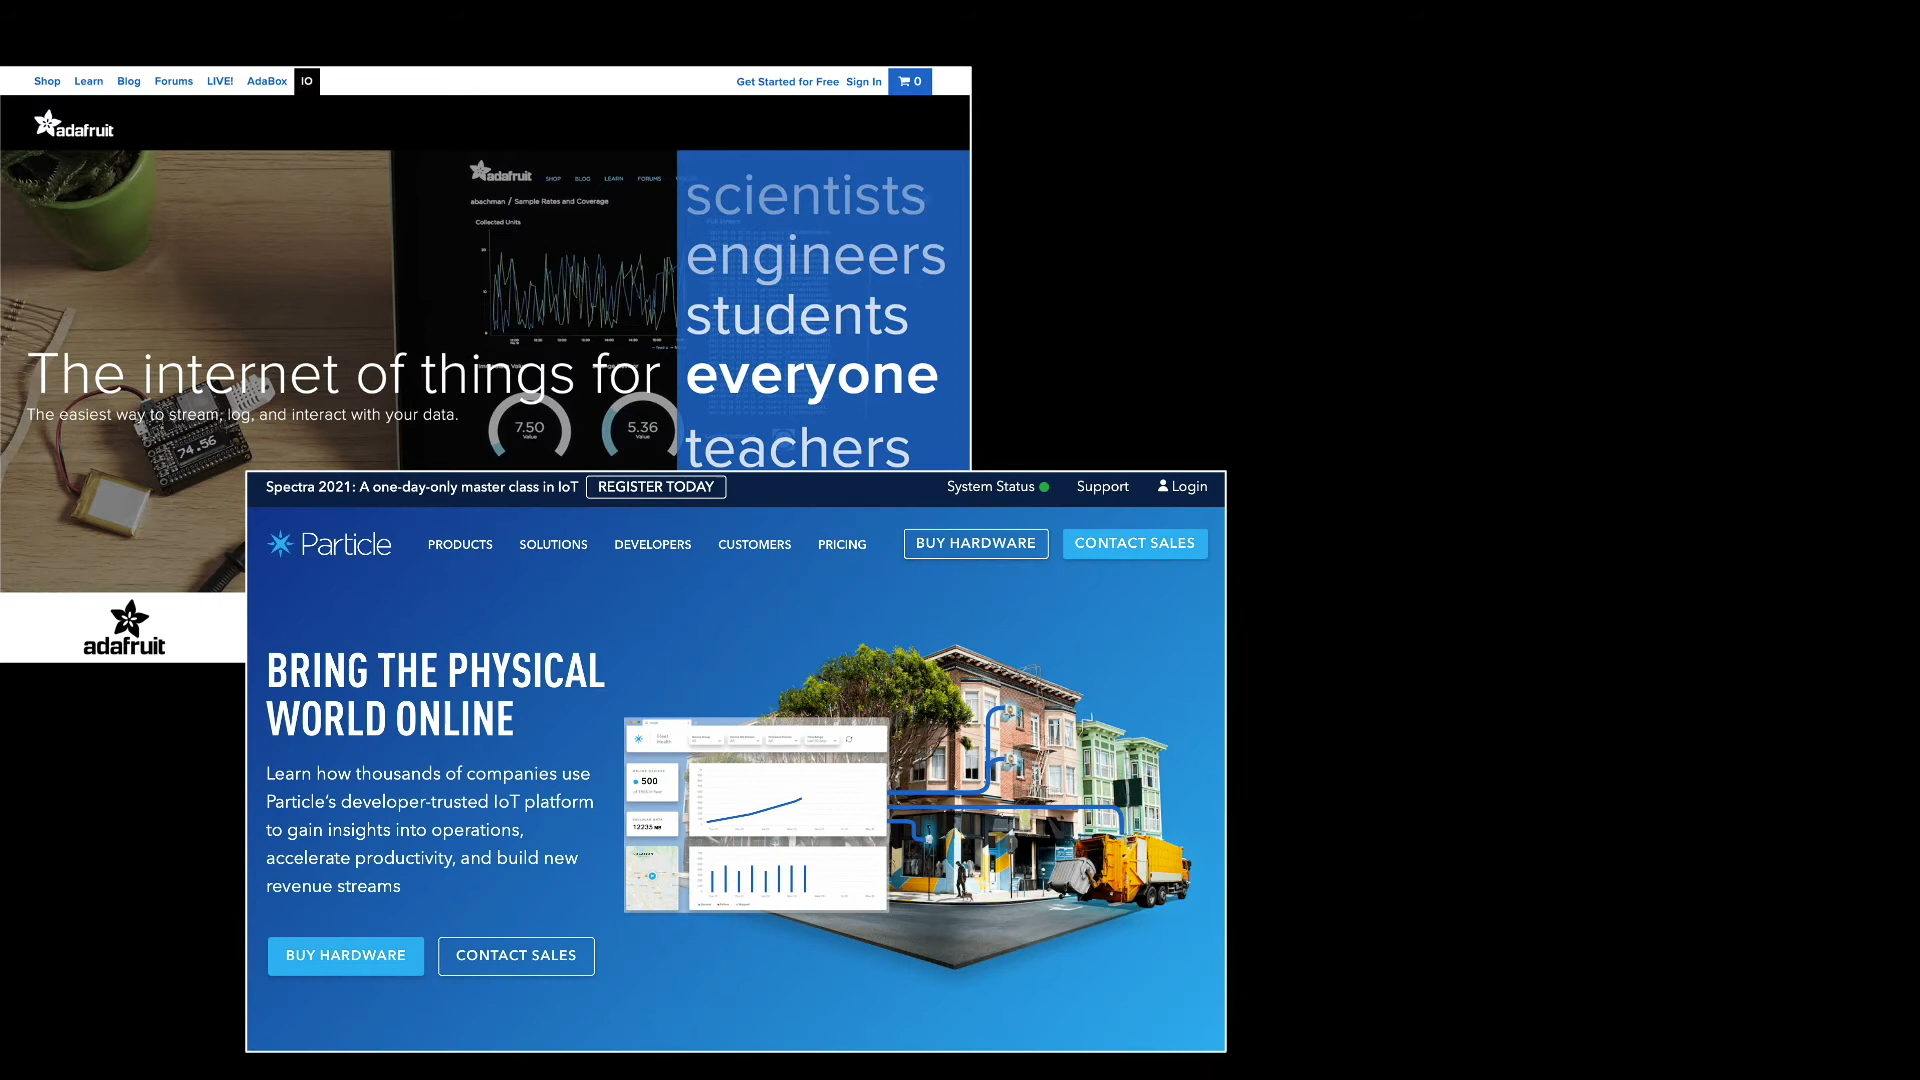 Shop Learn Blog Forums LIVE! AdaBox IO
Get Started for Free Sign In 0
adafruit
adafruit SHOP BLOG LEARN FORUMS
abachman / Sample Rates and Coverage
Collected Units
scientists
engineers
students
The internet of things for everyone
The easiest way to stream, log, and interact with your data.
teachers
7.50
Value
5.36
Value
74.56
adafruit
Spectra 2021: A one-day-only master class in IoT REGISTER TODAY
System Status Support Login
Particle PRODUCTS SOLUTIONS DEVELOPERS CUSTOMERS PRICING BUY HARDWARE CONTACT SALES
BRING THE PHYSICAL
WORLD ONLINE
Learn how thousands of companies use
Particle's developer-trusted IoT platform
to gain insights into operations,
accelerate productivity, and build new
revenue streams
BUY HARDWARE CONTACT SALES
Fleet
Health
500
12235 MB